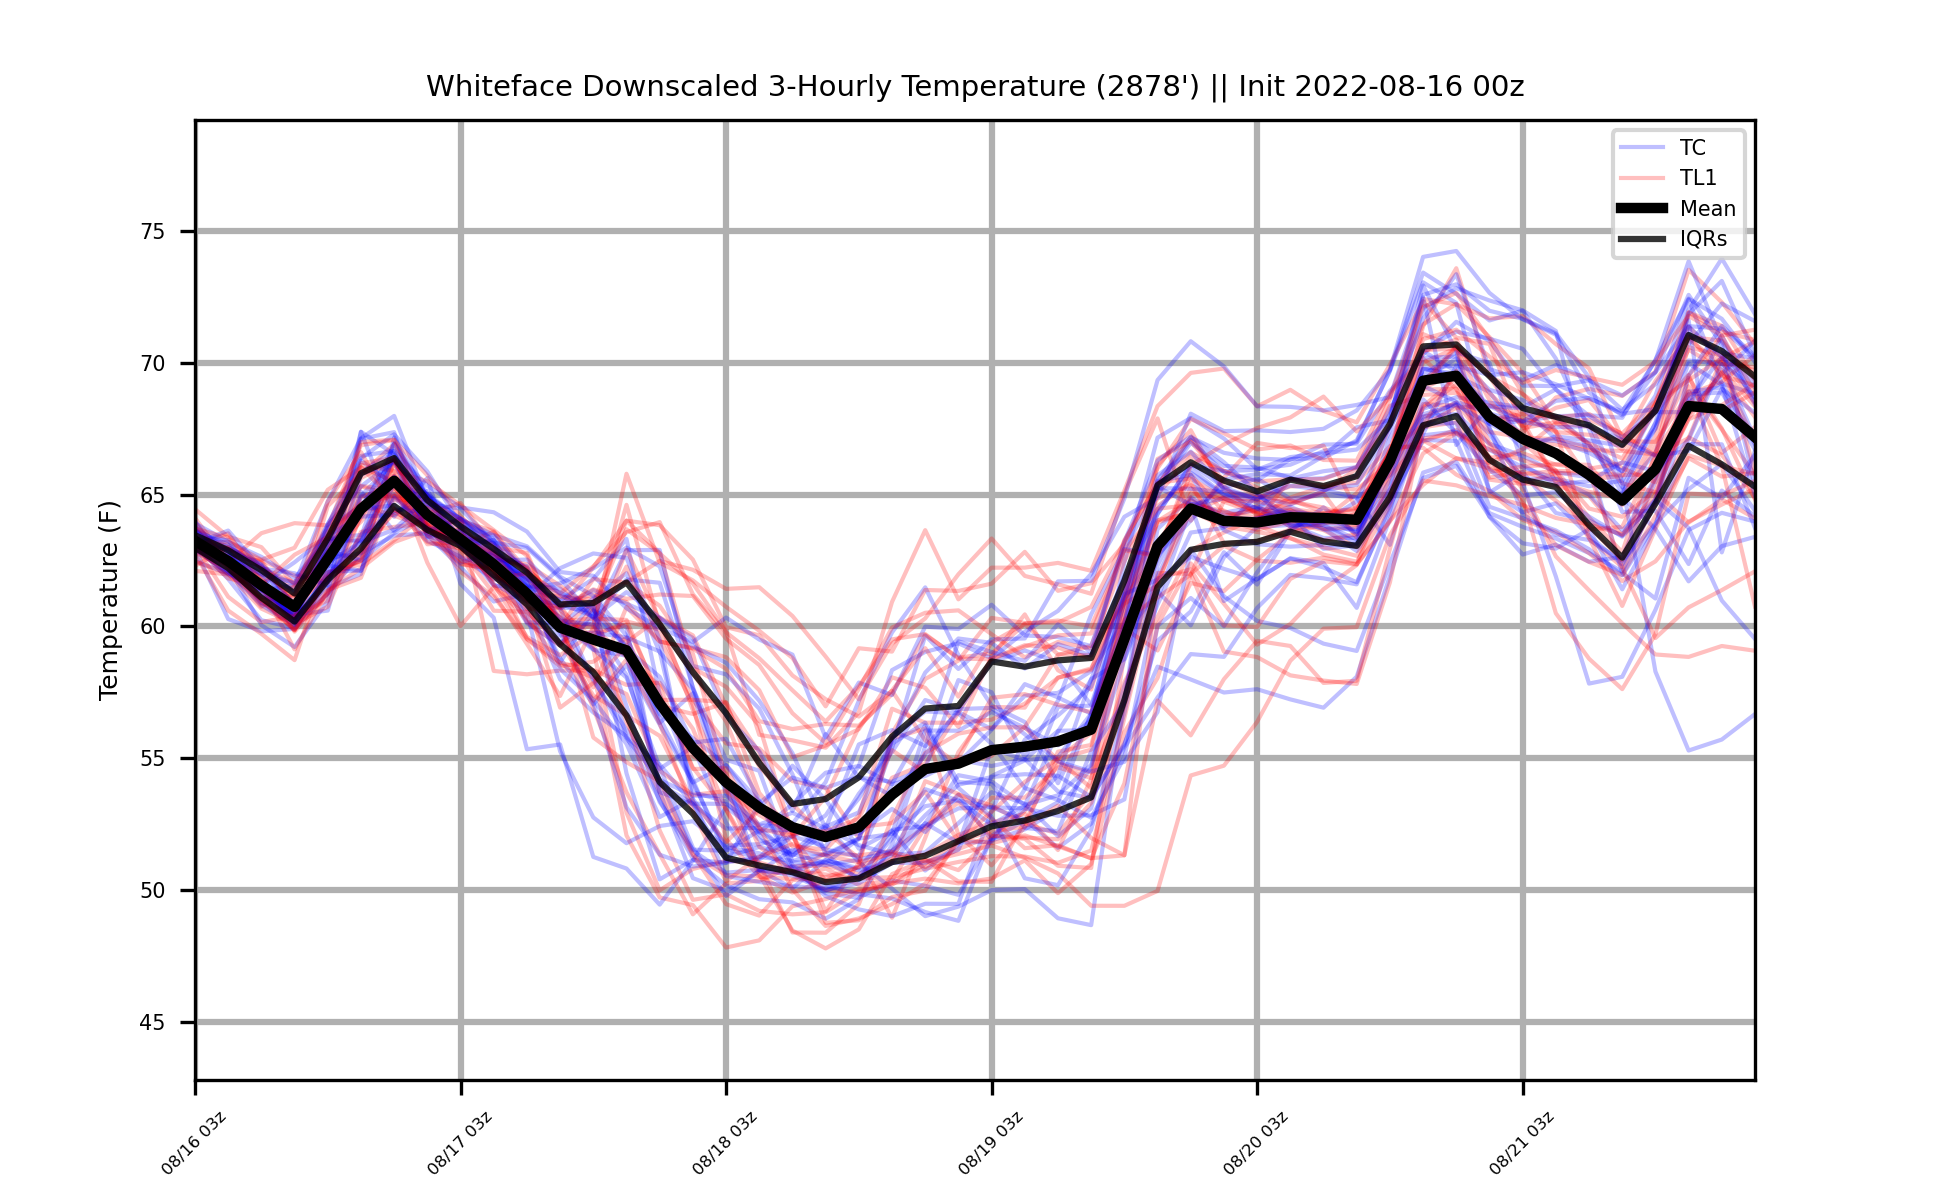 Whiteface Downscaled 3-Hourly Temperature (2878') || Init 2022-08-16 00z
TC
TL1
Mean
IQRs
Temperature (F)
75
70
65
60
55
50
45
08/16 03z
08/17 03z
08/18 03z
08/19 03z
08/20 03z
08/21 03z